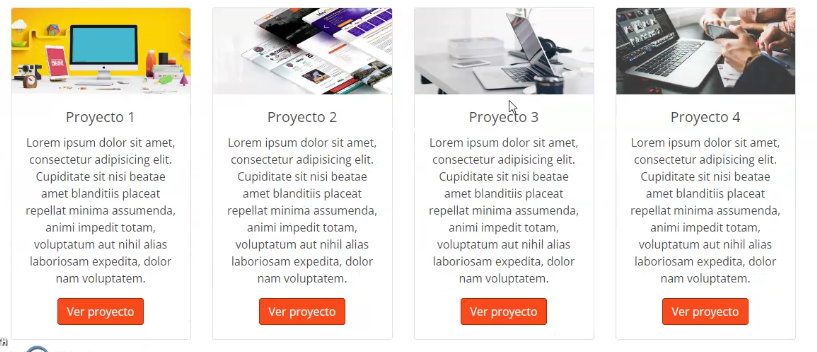 Proyecto 1
Lorem ipsum dolor sit amet,
consectetur adipisicing elit.
Cupiditate sit nisi beatae
amet blanditiis placeat
repellat minima assumenda,
animi impedit totam,
voluptatum aut nihil alias
laboriosam expedita, dolor
nam voluptatem.
Ver proyecto
Proyecto 2
Lorem ipsum dolor sit amet,
consectetur adipisicing elit.
Cupiditate sit nisi beatae
amet blanditiis placeat
repellat minima assumenda,
animi impedit totam,
voluptatum aut nihil alias
laboriosam expedita, dolor
nam voluptatem.
Ver proyecto
Proyecto 3
Lorem ipsum dolor sit amet,
consectetur adipisicing elit.
Cupiditate sit nisi beatae
amet blanditiis placeat
repellat minima assumenda,
animi impedit totam,
voluptatum aut nihil alias
laboriosam expedita, dolor
nam voluptatem.
Ver proyecto
Proyecto 4
Lorem ipsum dolor sit amet,
consectetur adipisicing elit.
Cupiditate sit nisi beatae
amet blanditiis placeat
repellat minima assumenda,
animi impedit totam,
voluptatum aut nihil alias
laboriosam expedita, dolor
nam voluptatem.
Ver proyecto